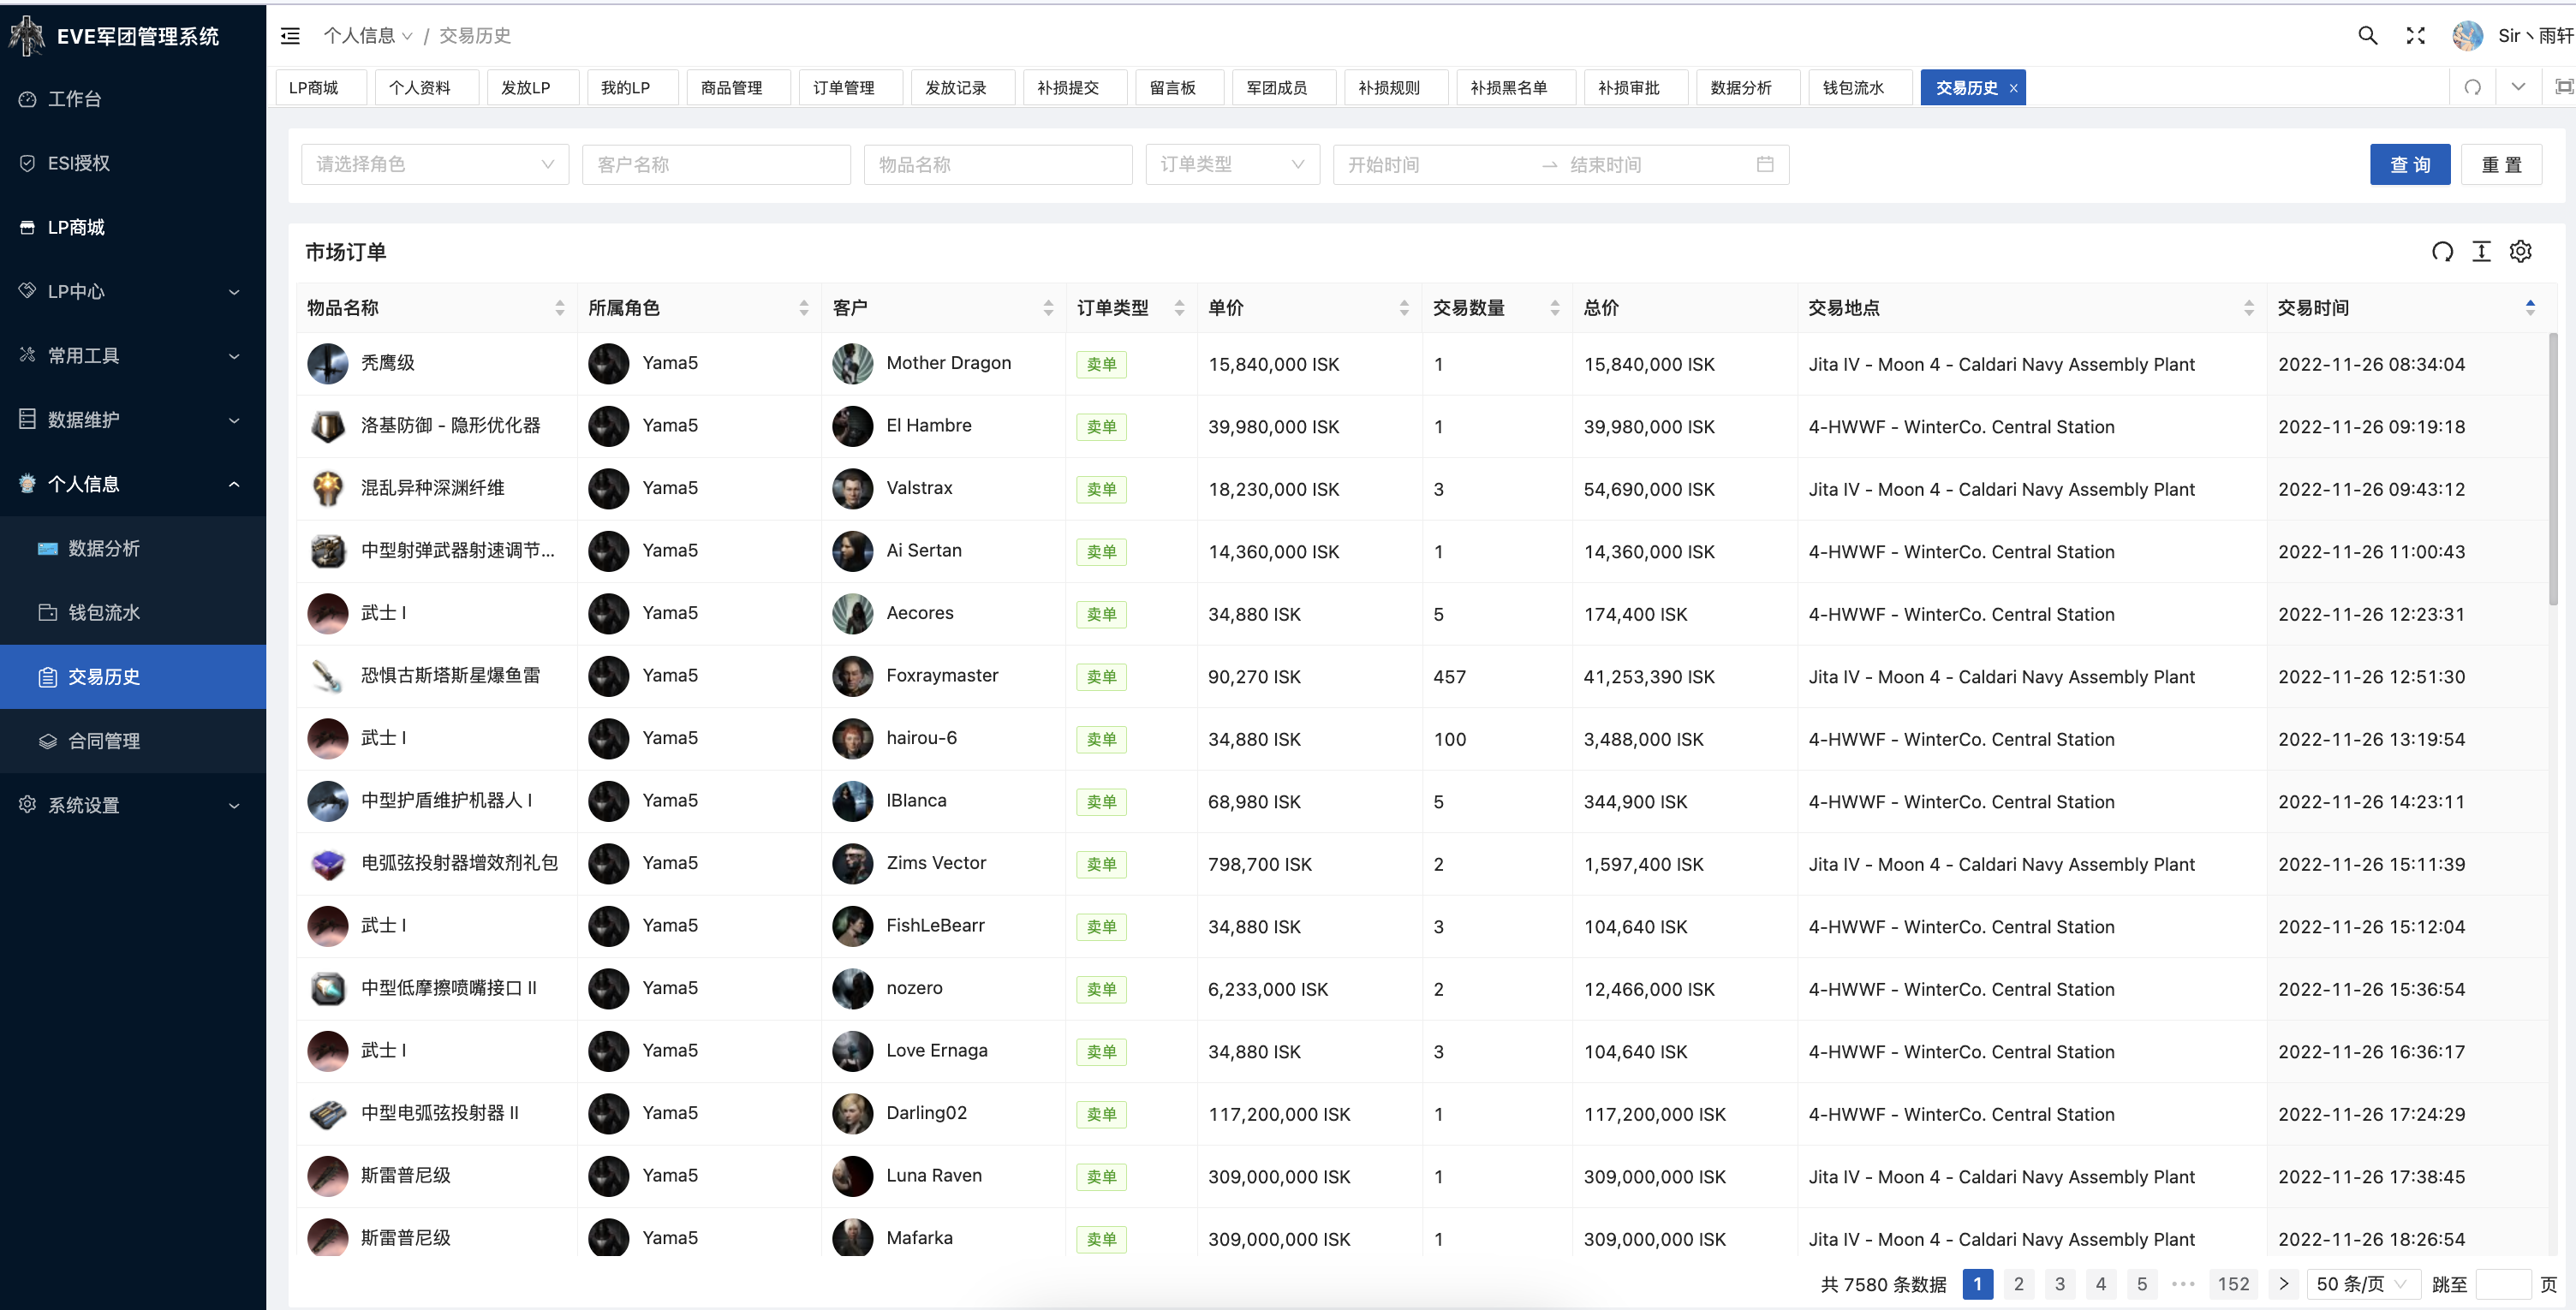 EVE军团管理系统
个人信息 / 交易历史
Sir丶雨轩
LP商城 个人资料 发放LP 我的LP 商品管理 订单管理 发放记录 补损提交 留言板 军团成员 补损规则 补损黑名单 补损审批 数据分析 钱包流水 交易历史 ×
工作台
ESI授权
LP商城
LP中心
常用工具
数据维护
个人信息
数据分析
钱包流水
交易历史
合同管理
系统设置
请选择角色 客户名称 物品名称 订单类型 开始时间 → 结束时间 查 询 重 置
市场订单
物品名称 所属角色 客户 订单类型 单价 交易数量 总价 交易地点 交易时间
秃鹰级 Yama5 Mother Dragon 卖单 15,840,000 ISK 1 15,840,000 ISK Jita IV - Moon 4 - Caldari Navy Assembly Plant 2022-11-26 08:34:04
洛基防御 - 隐形优化器 Yama5 El Hambre 卖单 39,980,000 ISK 1 39,980,000 ISK 4-HWWF - WinterCo. Central Station 2022-11-26 09:19:18
混乱异种深渊纤维 Yama5 Valstrax 卖单 18,230,000 ISK 3 54,690,000 ISK Jita IV - Moon 4 - Caldari Navy Assembly Plant 2022-11-26 09:43:12
中型射弹武器射速调节... Yama5 Ai Sertan 卖单 14,360,000 ISK 1 14,360,000 ISK 4-HWWF - WinterCo. Central Station 2022-11-26 11:00:43
武士 I Yama5 Aecores 卖单 34,880 ISK 5 174,400 ISK 4-HWWF - WinterCo. Central Station 2022-11-26 12:23:31
恐惧古斯塔斯星爆鱼雷 Yama5 Foxraymaster 卖单 90,270 ISK 457 41,253,390 ISK Jita IV - Moon 4 - Caldari Navy Assembly Plant 2022-11-26 12:51:30
武士 I Yama5 hairou-6 卖单 34,880 ISK 100 3,488,000 ISK 4-HWWF - WinterCo. Central Station 2022-11-26 13:19:54
中型护盾维护机器人 I Yama5 IBlanca 卖单 68,980 ISK 5 344,900 ISK 4-HWWF - WinterCo. Central Station 2022-11-26 14:23:11
电弧弦投射器增效剂礼包 Yama5 Zims Vector 卖单 798,700 ISK 2 1,597,400 ISK Jita IV - Moon 4 - Caldari Navy Assembly Plant 2022-11-26 15:11:39
武士 I Yama5 FishLeBearr 卖单 34,880 ISK 3 104,640 ISK 4-HWWF - WinterCo. Central Station 2022-11-26 15:12:04
中型低摩擦喷嘴接口 II Yama5 nozero 卖单 6,233,000 ISK 2 12,466,000 ISK 4-HWWF - WinterCo. Central Station 2022-11-26 15:36:54
武士 I Yama5 Love Ernaga 卖单 34,880 ISK 3 104,640 ISK 4-HWWF - WinterCo. Central Station 2022-11-26 16:36:17
中型电弧弦投射器 II Yama5 Darling02 卖单 117,200,000 ISK 1 117,200,000 ISK 4-HWWF - WinterCo. Central Station 2022-11-26 17:24:29
斯雷普尼级 Yama5 Luna Raven 卖单 309,000,000 ISK 1 309,000,000 ISK Jita IV - Moon 4 - Caldari Navy Assembly Plant 2022-11-26 17:38:45
斯雷普尼级 Yama5 Mafarka 卖单 309,000,000 ISK 1 309,000,000 ISK Jita IV - Moon 4 - Caldari Navy Assembly Plant 2022-11-26 18:26:54
共 7580 条数据 1 2 3 4 5 ••• 152 > 50 条/页 跳至 页